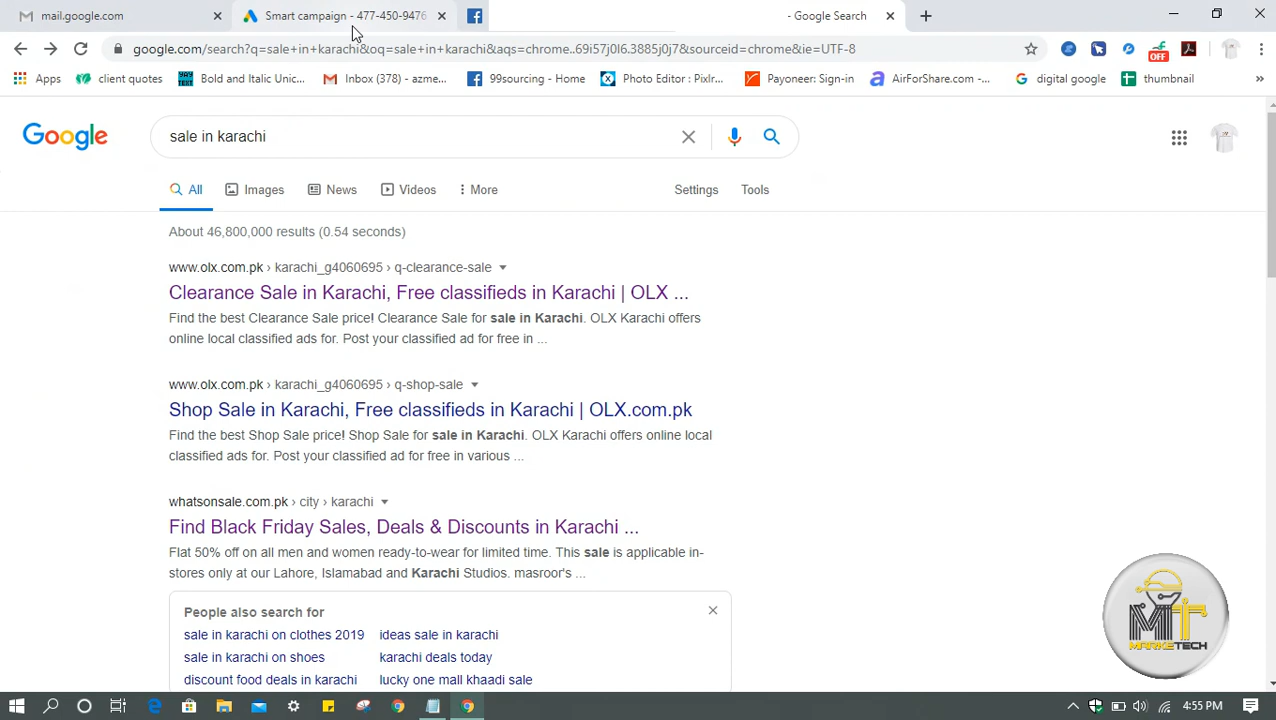 mail.google.com
Smart campaign - 477-450-9476
- Google Search
google.com/search?q=sale+in+karachi&oq=sale+in+karachi&aqs=chrome..69i57j0l6.3885j0j7&sourceid=chrome&ie=UTF-8
OFF
Apps
client quotes
Bold and Italic Unic...
Inbox (378) - azme...
99sourcing - Home
Photo Editor : Pixlr...
Payoneer: Sign-in
AirForShare.com -...
digital google
thumbnail
»
Google
sale in karachi
All
Images
News
Videos
More
Settings
Tools
About 46,800,000 results (0.54 seconds)
www.olx.com.pk › karachi_g4060695 › q-clearance-sale
Clearance Sale in Karachi, Free classifieds in Karachi | OLX ...
Find the best Clearance Sale price! Clearance Sale for sale in Karachi. OLX Karachi offers
online local classified ads for. Post your classified ad for free in ...
www.olx.com.pk › karachi_g4060695 › q-shop-sale
Shop Sale in Karachi, Free classifieds in Karachi | OLX.com.pk
Find the best Shop Sale price! Shop Sale for sale in Karachi. OLX Karachi offers online local
classified ads for. Post your classified ad for free in various ...
whatsonsale.com.pk › city › karachi
Find Black Friday Sales, Deals & Discounts in Karachi ...
Flat 50% off on all men and women ready-to-wear for limited time. This sale is applicable in-
stores only at our Lahore, Islamabad and Karachi Studios. masroor's ...
People also search for
sale in karachi on clothes 2019
ideas sale in karachi
sale in karachi on shoes
karachi deals today
discount food deals in karachi
lucky one mall khaadi sale
MT
MARKETECH
4:55 PM